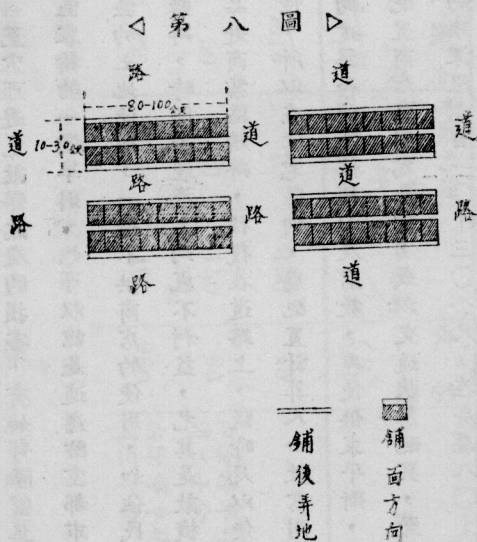 ◁ 第八圖 ▷
路 道
80-100公尺
10-30公尺
道 路
道 路
道 路
路 道
路 道
鋪面方向
鋪後弄地